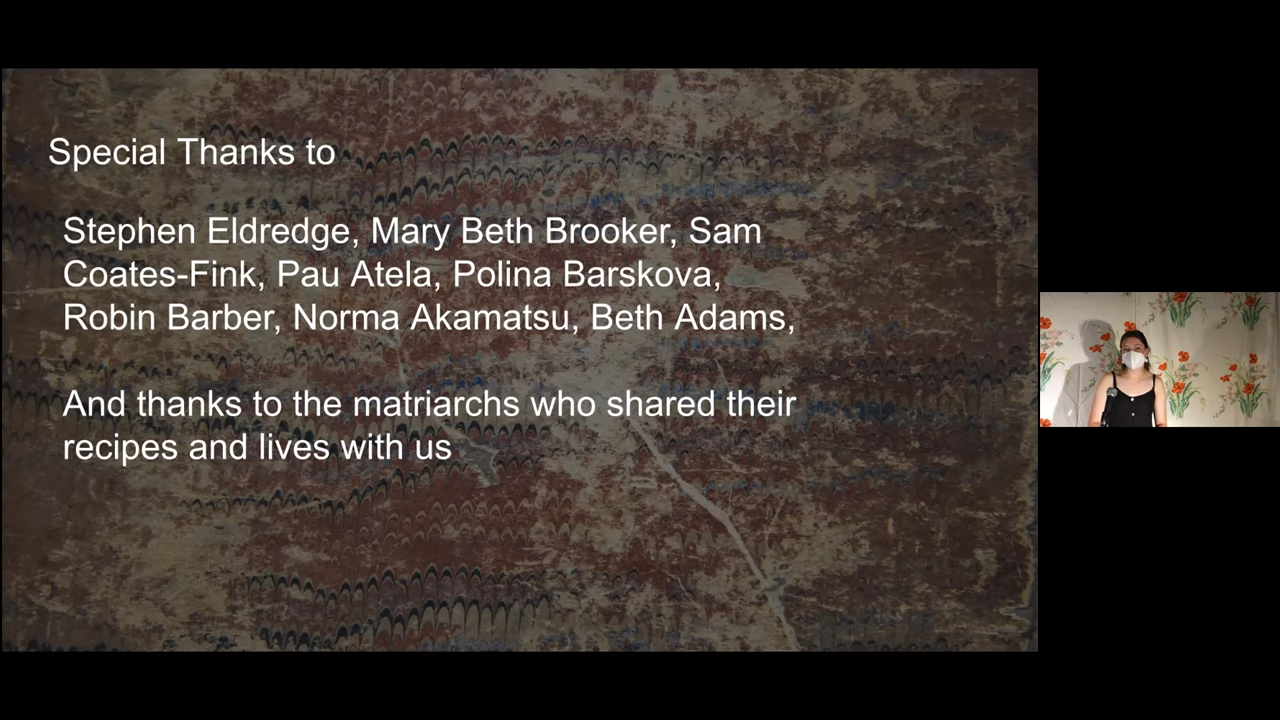 Special Thanks to
Stephen Eldredge, Mary Beth Brooker, Sam
Coates-Fink, Pau Atela, Polina Barskova,
Robin Barber, Norma Akamatsu, Beth Adams,
And thanks to the matriarchs who shared their
recipes and lives with us